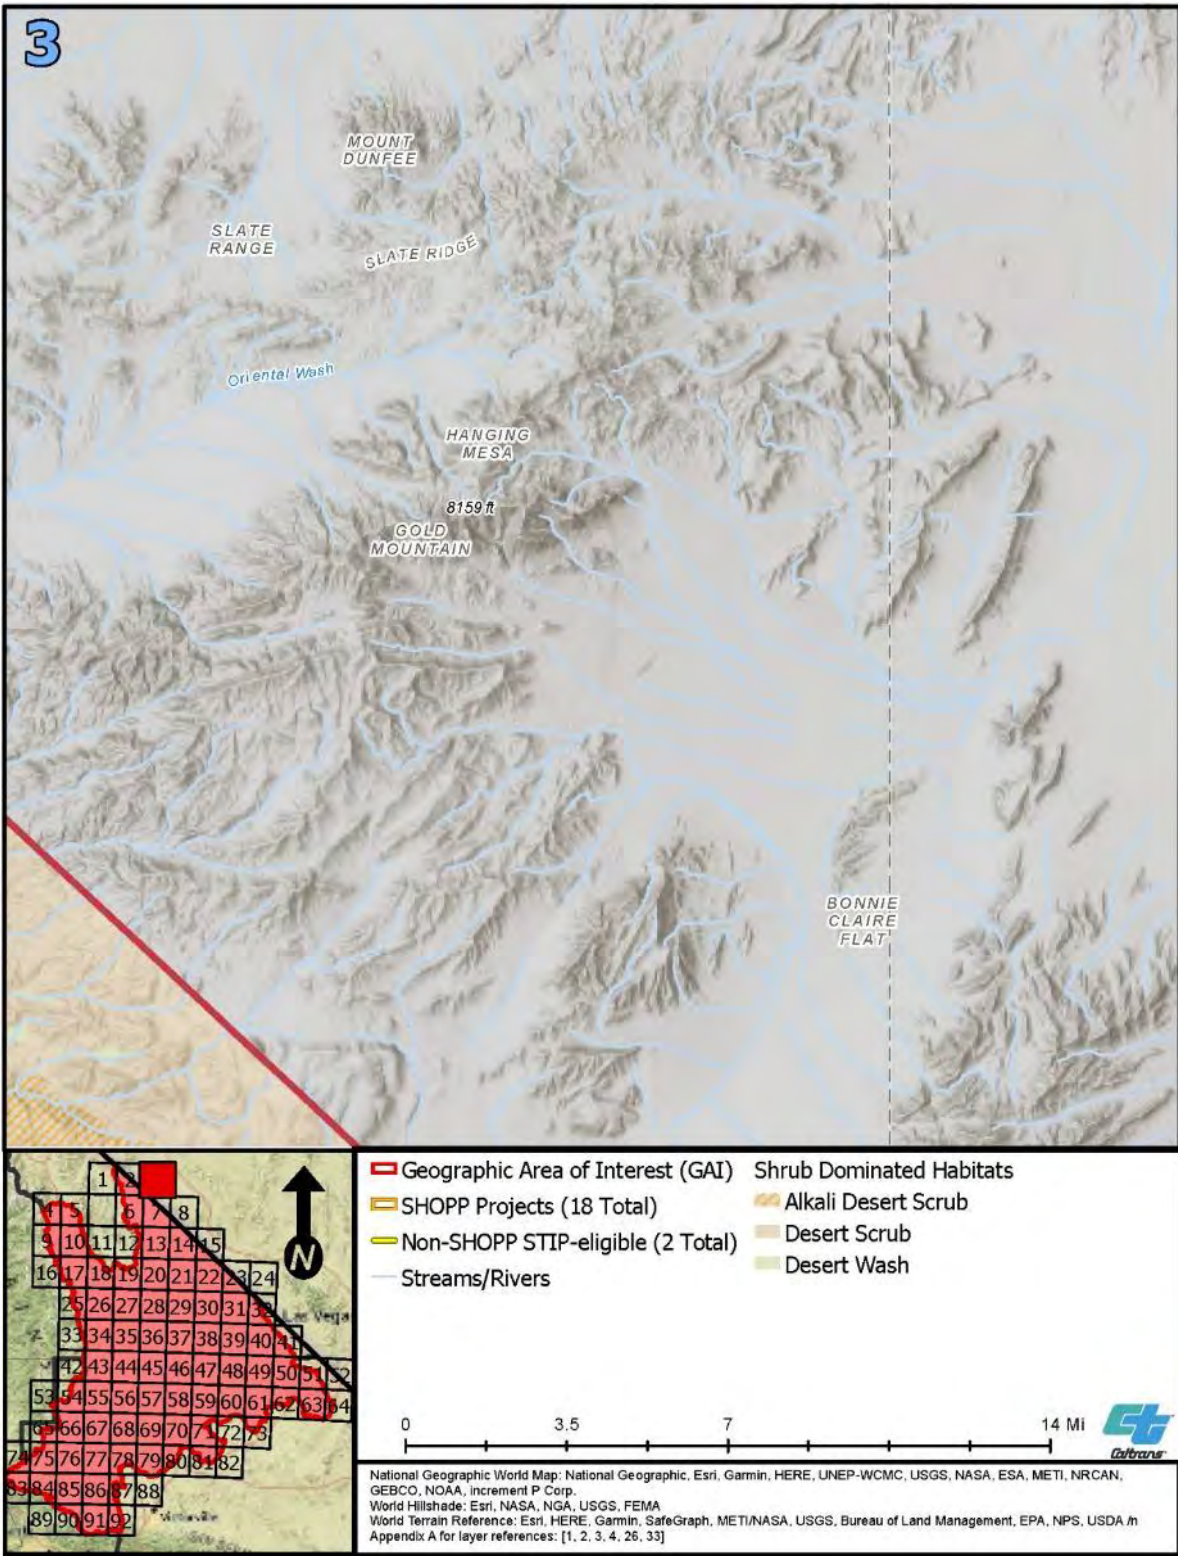 3
MOUNT
DUNFEE
SLATE
RANGE
SLATE RIDGE
Oriental Wash
HANGING
MESA
8159 ft
GOLD
MOUNTAIN
BONNIE
CLAIRE
FLAT
1 2
4 5 6 7 8
9 10 11 12 13 14 15
16 17 18 19 20 21 22 23 24
25 26 27 28 29 30 31 32
Las Vega
33 34 35 36 37 38 39 40 41
42 43 44 45 46 47 48 49 50 51 52
53 54 55 56 57 58 59 60 61 62 63 64
65 66 67 68 69 70 71 72 73
74 75 76 77 78 79 80 81 82
83 84 85 86 87 88
89 90 91 92
N
Geographic Area of Interest (GAI)
SHOPP Projects (18 Total)
Non-SHOPP STIP-eligible (2 Total)
Streams/Rivers
Shrub Dominated Habitats
Alkali Desert Scrub
Desert Scrub
Desert Wash
0 3.5 7 14 Mi
Caltrans
National Geographic World Map: National Geographic, Esri, Garmin, HERE, UNEP-WCMC, USGS, NASA, ESA, METI, NRCAN,
GEBCO, NOAA, increment P Corp.
World Hillshade: Esri, NASA, NGA, USGS, FEMA
World Terrain Reference: Esri, HERE, Garmin, SafeGraph, METI/NASA, USGS, Bureau of Land Management, EPA, NPS, USDA /n
Appendix A for layer references: [1, 2, 3, 4, 26, 33]